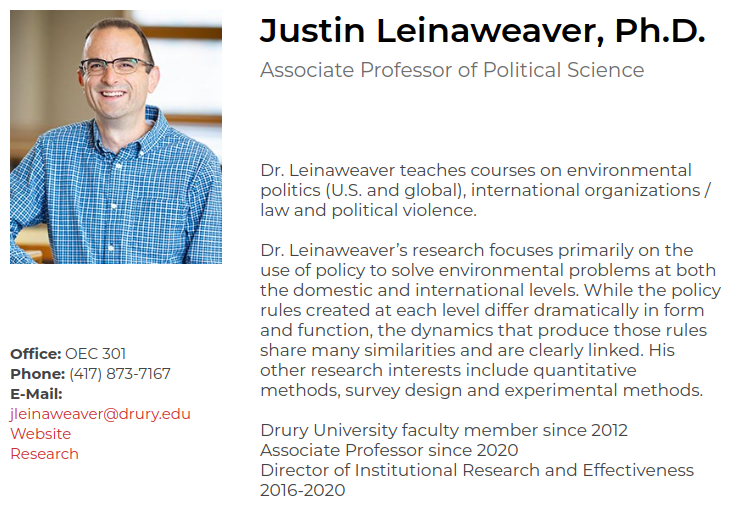 Justin Leinaweaver, Ph.D.
Associate Professor of Political Science
Dr. Leinaweaver teaches courses on environmental
politics (U.S. and global), international organizations /
law and political violence.
Dr. Leinaweaver’s research focuses primarily on the
use of policy to solve environmental problems at both
the domestic and international levels. While the policy
rules created at each level differ dramatically in form
and function, the dynamics that produce those rules
share many similarities and are clearly linked. His
other research interests include quantitative
methods, survey design and experimental methods.
Drury University faculty member since 2012
Associate Professor since 2020
Director of Institutional Research and Effectiveness
2016-2020
Office: OEC 301
Phone: (417) 873-7167
E-Mail:
jleinaweaver@drury.edu
Website
Research